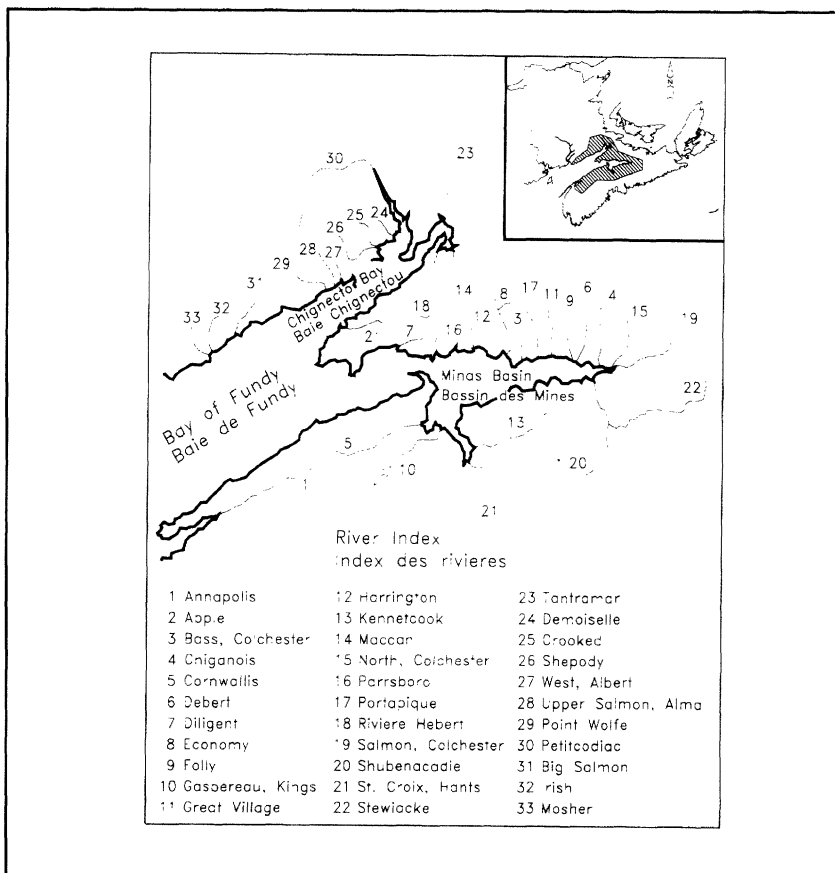 30
23
25
24
26
28
27
29
31
32
33
Chignector Bay
Baie Chignectou
18
14
8
17
11
9
6
4
15
19
12
3
2
7
16
Bay of Fundy
Baie de Fundy
Minas Basin
Bassin des Mines
22
5
13
10
20
1
21
River Index
Index des rivieres
1 Annapolis
2 Apple
3 Bass, Colchester
4 Chiganois
5 Cornwallis
6 Debert
7 Diligent
8 Economy
9 Folly
10 Gaspereau, Kings
11 Great Village
12 Harrington
13 Kennetcook
14 Maccan
15 North, Colchester
16 Parrsboro
17 Portapique
18 Riviere Hebert
19 Salmon, Colchester
20 Shubenacadie
21 St. Croix, Hants
22 Stewiacke
23 Tantramar
24 Demoiselle
25 Crooked
26 Shepody
27 West, Albert
28 Upper Salmon, Alma
29 Point Wolfe
30 Petitcodiac
31 Big Salmon
32 Irish
33 Mosher